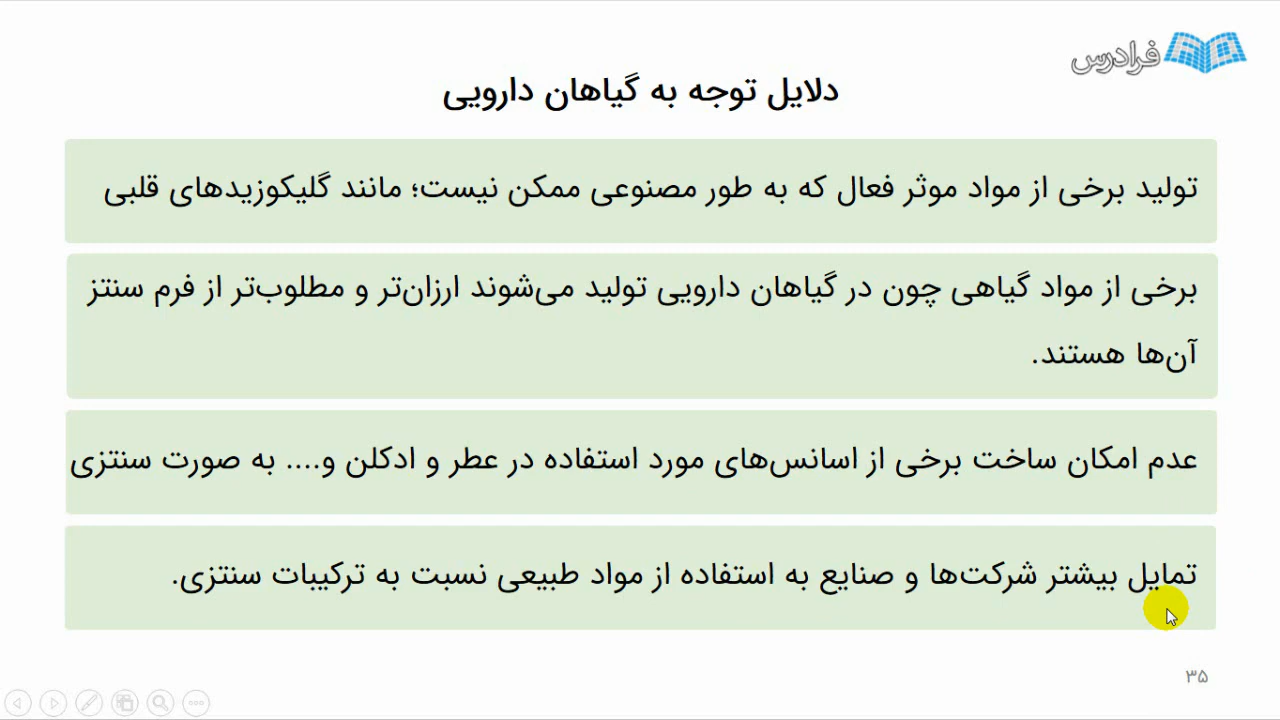 فرادرس
دلایل توجه به گیاهان دارویی
تولید برخی از مواد موثر فعال که به طور مصنوعی ممکن نیست؛ مانند گلیکوزیدهای قلبی
برخی از مواد گیاهی چون در گیاهان دارویی تولید می‌شوند ارزان‌تر و مطلوب‌تر از فرم سنتز
آن‌ها هستند.
عدم امکان ساخت برخی از اسانس‌های مورد استفاده در عطر و ادکلن و.... به صورت سنتزی
تمایل بیشتر شرکت‌ها و صنایع به استفاده از مواد طبیعی نسبت به ترکیبات سنتزی.
۳۵